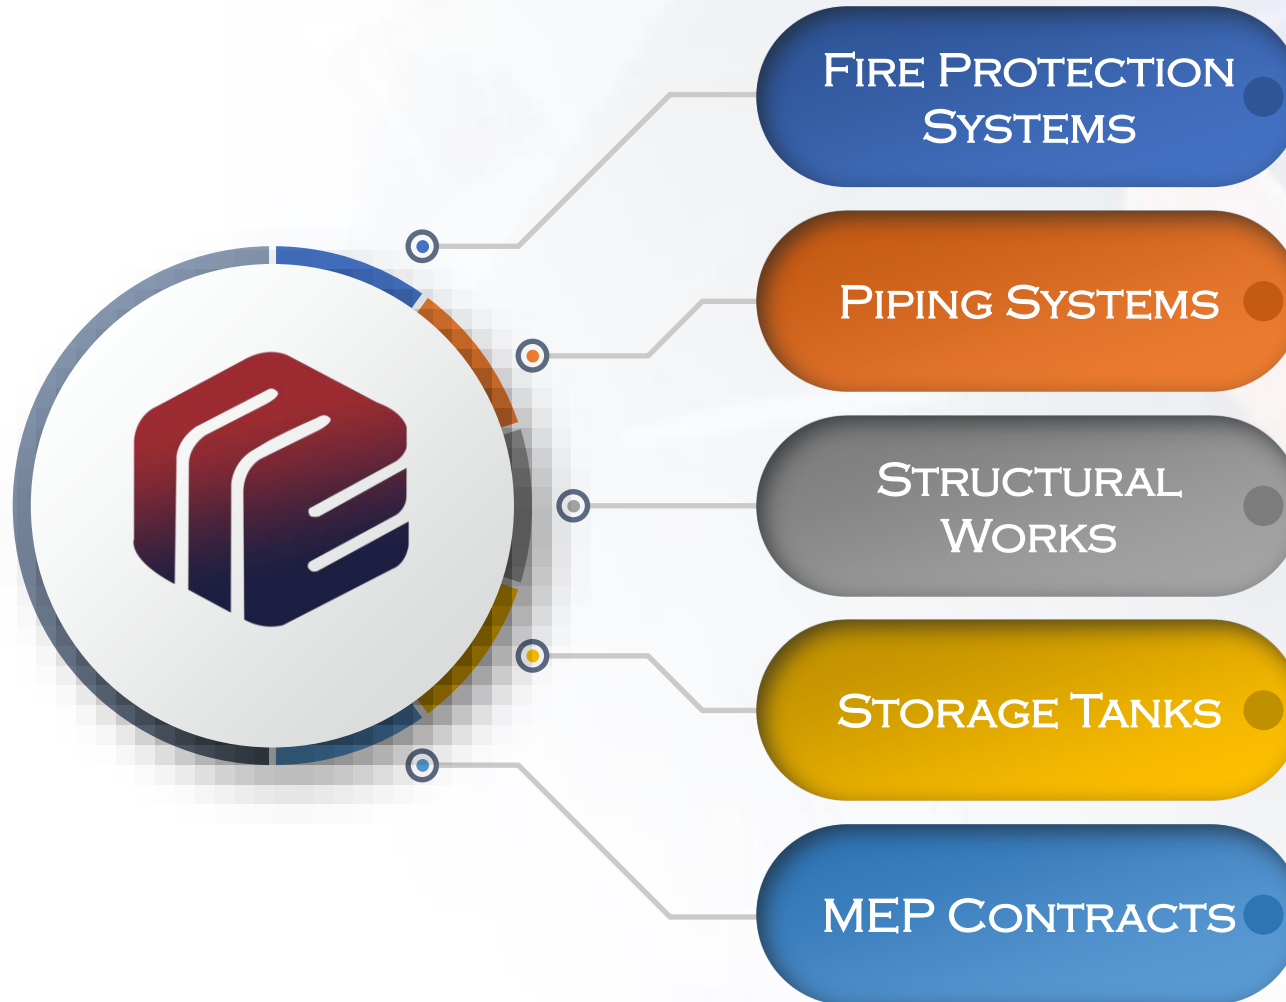 Fire Protection
Systems
Piping Systems
Structural
Works
Storage Tanks
MEP Contracts